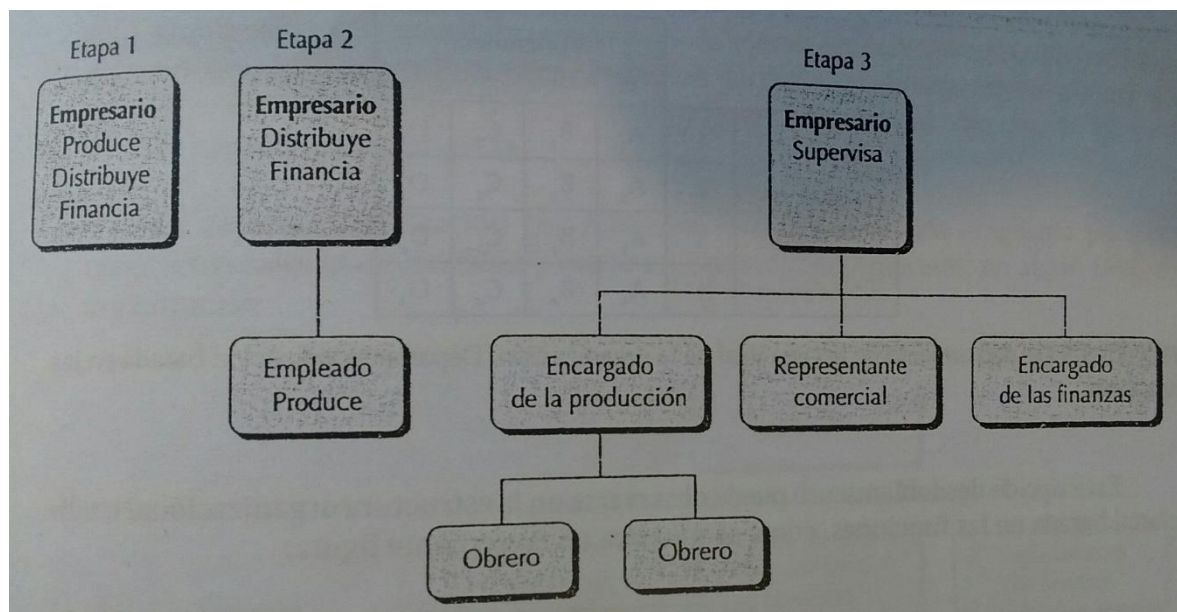 Etapa 1
Empresario
Produce
Distribuye
Financia
Etapa 2
Empresario
Distribuye
Financia
Empleado
Produce
Etapa 3
Empresario
Supervisa
Encargado
de la producción
Representante
comercial
Encargado
de las finanzas
Obrero
Obrero